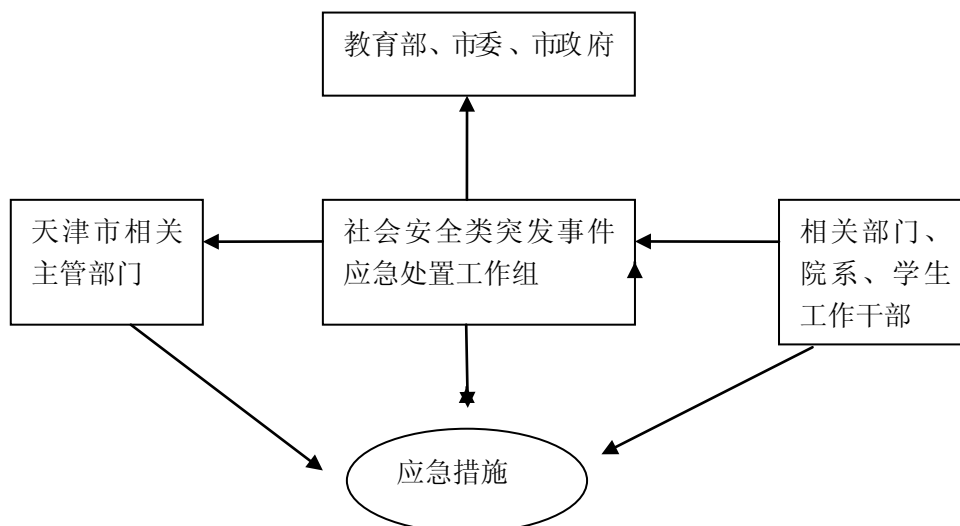 教育部、市委、市政府
天津市相关
主管部门
社会安全类突发事件
应急处置工作组
相关部门、
院系、学生
工作干部
应急措施